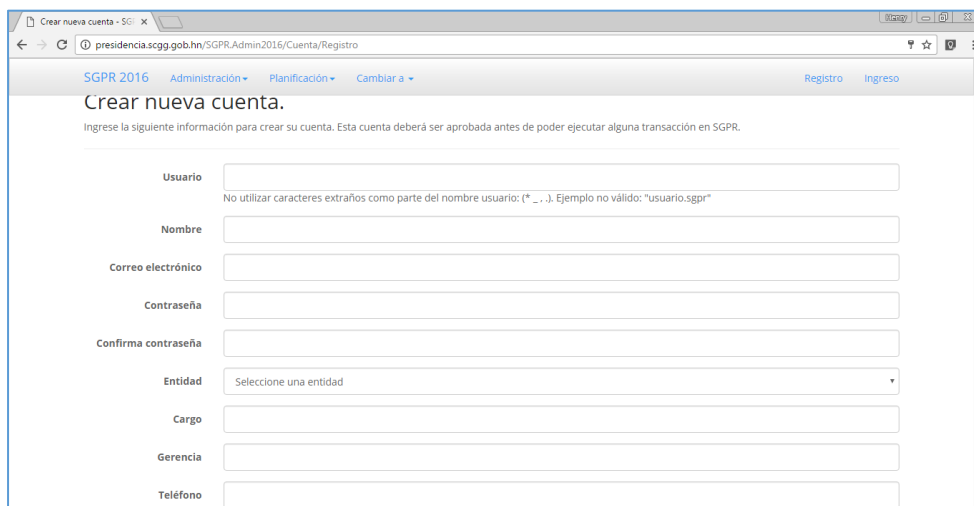 Crear nueva cuenta - SG
Henry
presidencia.scgg.gob.hn/SGPR.Admin2016/Cuenta/Registro
SGPR 2016 Administración Planificación Cambiar a Registro Ingreso
Crear nueva cuenta.
Ingrese la siguiente información para crear su cuenta. Esta cuenta deberá ser aprobada antes de poder ejecutar alguna transacción en SGPR.
Usuario
No utilizar caracteres extraños como parte del nombre usuario: (* _ , .). Ejemplo no válido: "usuario.sgpr"
Nombre
Correo electrónico
Contraseña
Confirma contraseña
Entidad Seleccione una entidad
Cargo
Gerencia
Teléfono